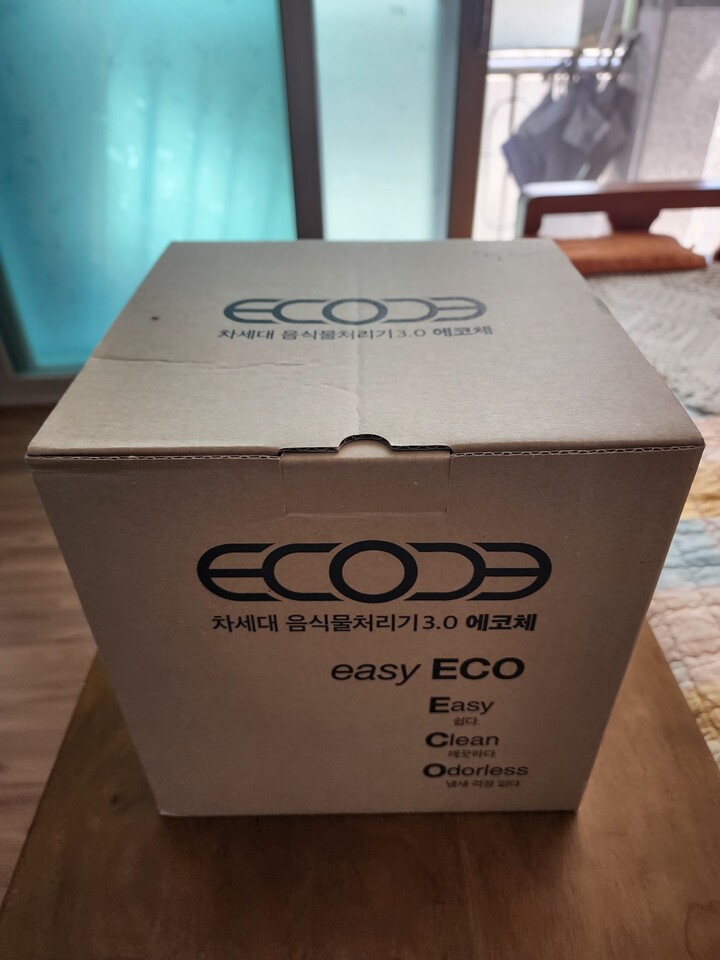 ECODE
차세대 음식물처리기3.0 에코체
ECODE
차세대 음식물처리기3.0 에코체
easy ECO
Easy
쉽다.
Clean
깨끗하다.
Odorless
냄새 걱정 없다.